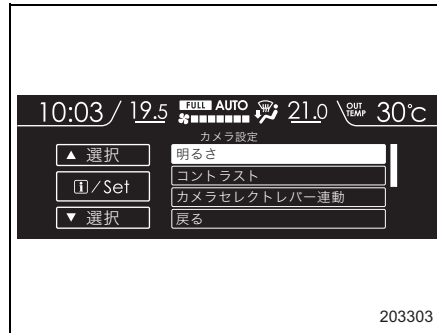 10:03 / 19.5 FULL AUTO 21.0 OUT TEMP 30℃
カメラ設定
▲ 選択
明るさ
コントラスト
i/Set
カメラセレクトレバー連動
▼ 選択
戻る
203303